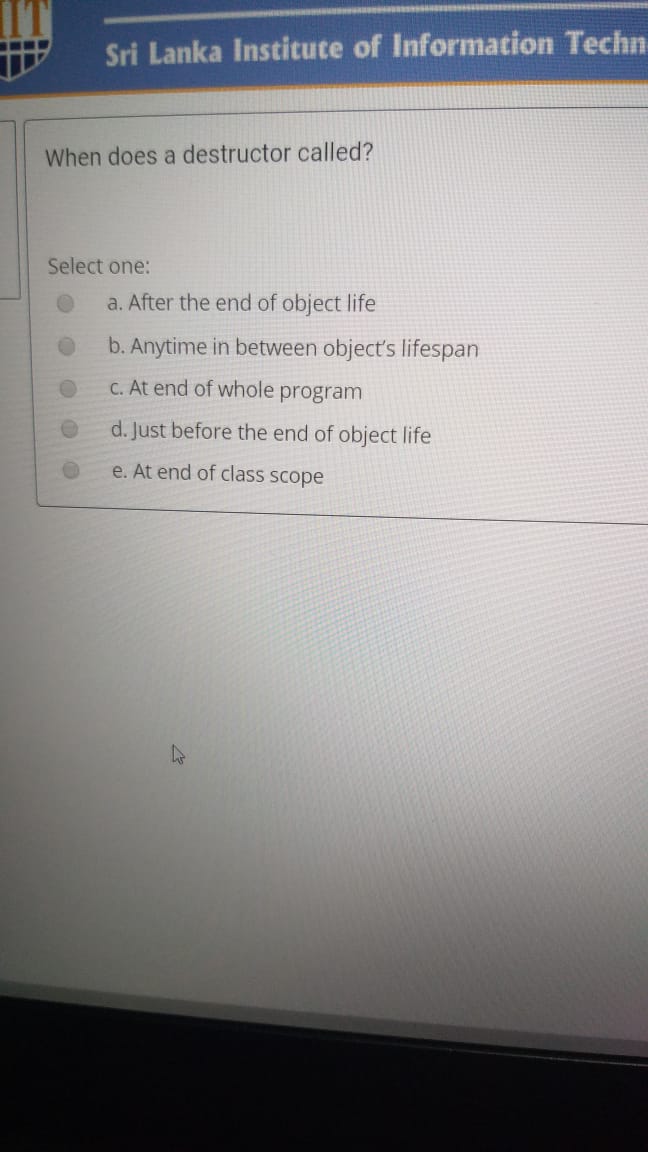 IIT
Sri Lanka Institute of Information Techn
When does a destructor called?
Select one:
a. After the end of object life
b. Anytime in between object's lifespan
c. At end of whole program
d. Just before the end of object life
e. At end of class scope